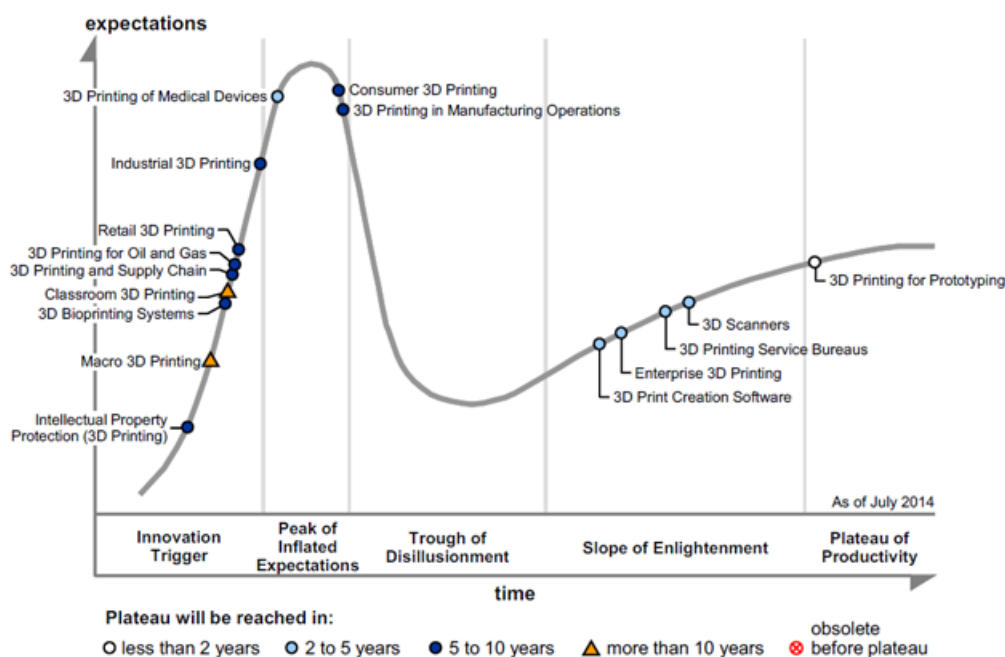 expectations
3D Printing of Medical Devices
Consumer 3D Printing
3D Printing in Manufacturing Operations
Industrial 3D Printing
Retail 3D Printing
3D Printing for Oil and Gas
3D Printing and Supply Chain
Classroom 3D Printing
3D Bioprinting Systems
Macro 3D Printing
Intellectual Property
Protection (3D Printing)
3D Printing for Prototyping
3D Scanners
3D Printing Service Bureaus
Enterprise 3D Printing
3D Print Creation Software
As of July 2014
Innovation
Trigger
Peak of
Inflated
Expectations
Trough of
Disillusionment
Slope of Enlightenment
Plateau of
Productivity
time
Plateau will be reached in:
less than 2 years
2 to 5 years
5 to 10 years
more than 10 years
obsolete
before plateau